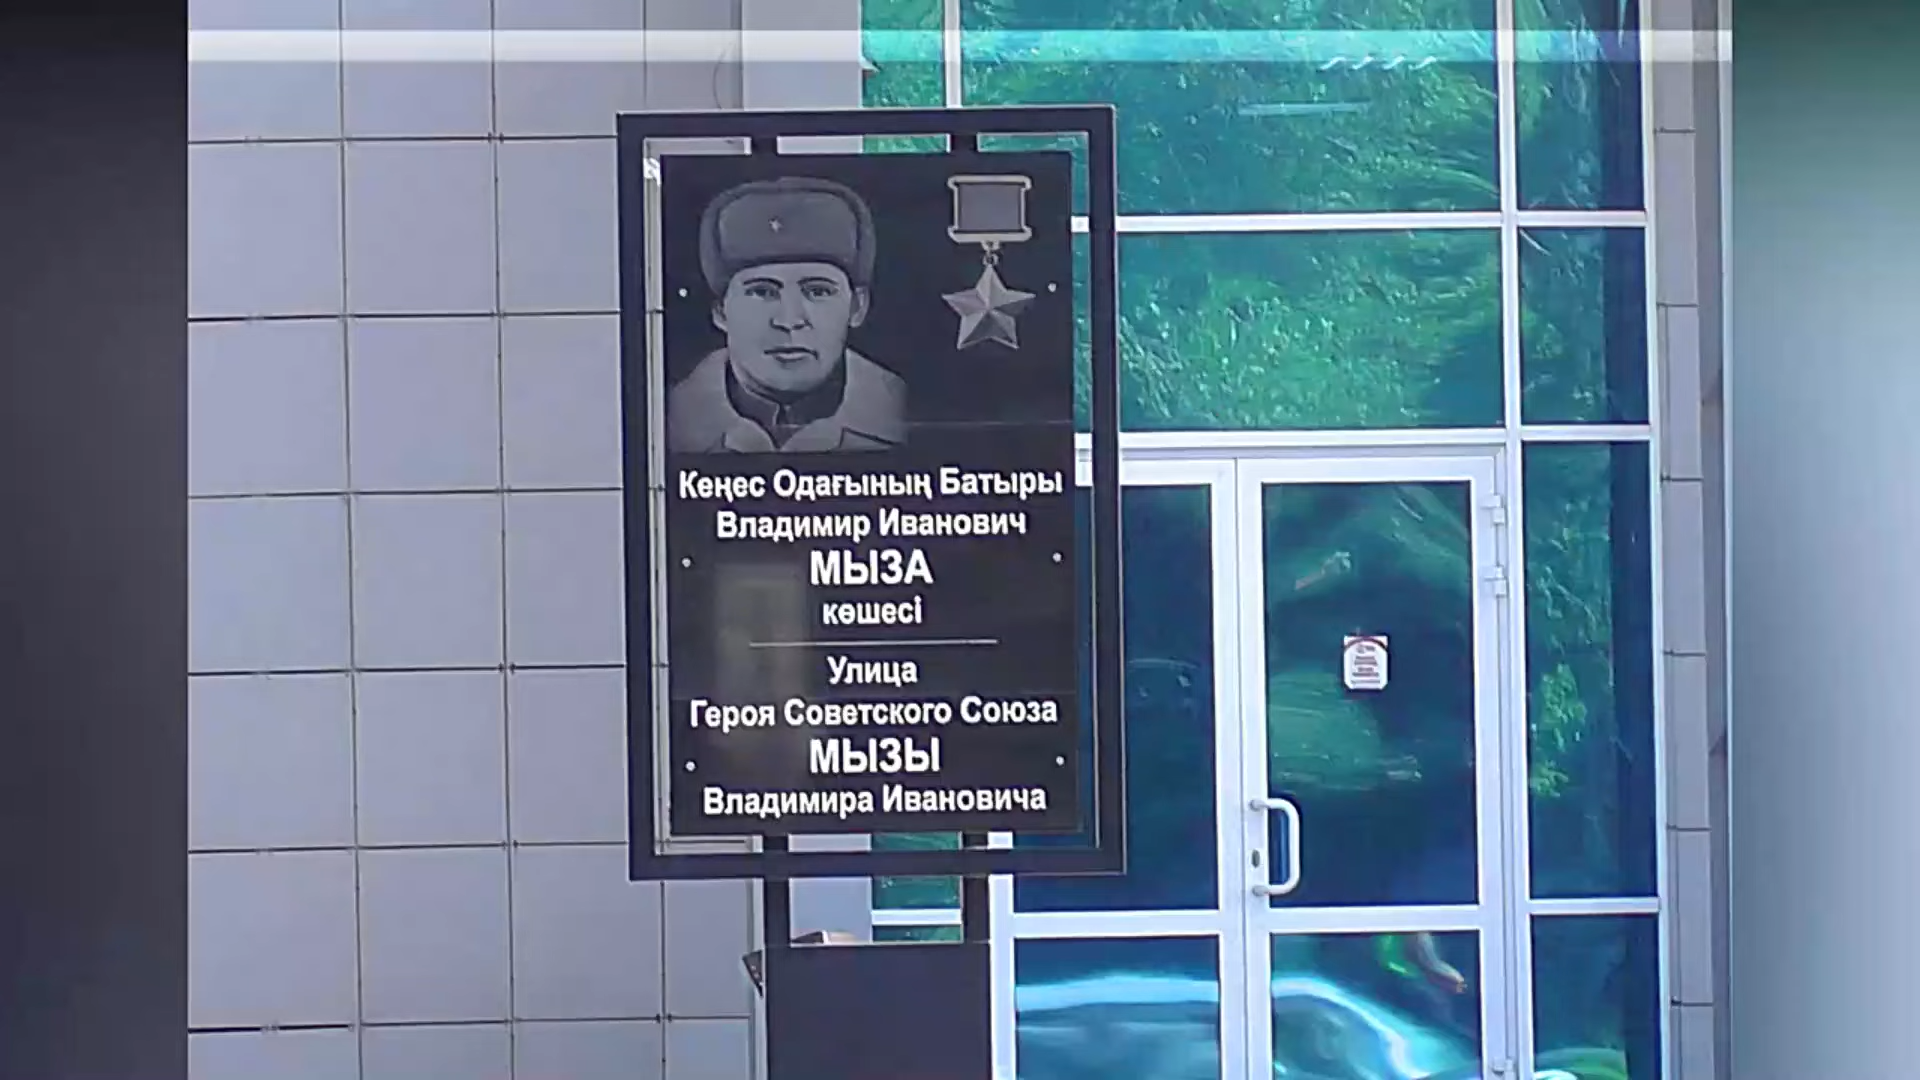 Кеңес Одағының Батыры
Владимир Иванович
МЫЗА
көшесі
Улица
Героя Советского Союза
МЫЗЫ
Владимира Ивановича